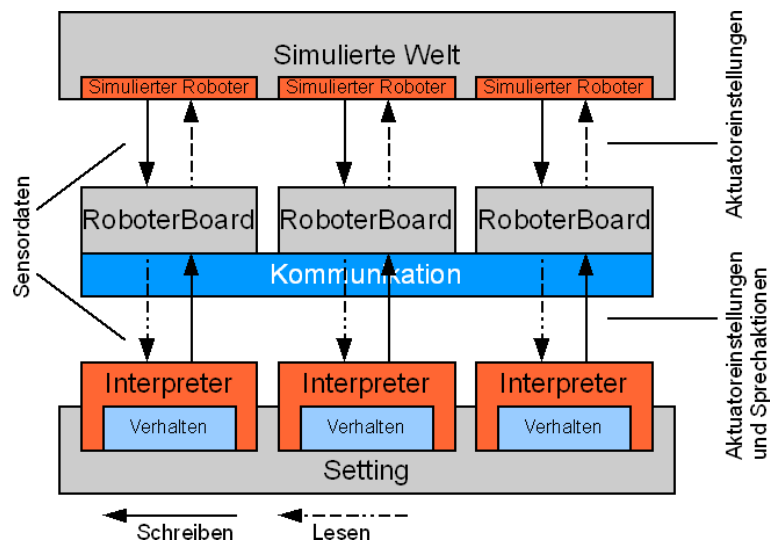 Simulierte Welt
Simulierter Roboter
Simulierter Roboter
Simulierter Roboter
Aktuatoreinstellungen
Sensordaten
RoboterBoard
RoboterBoard
RoboterBoard
Kommunikation
Aktuatoreinstellungen
und Sprechaktionen
Interpreter
Interpreter
Interpreter
Verhalten
Verhalten
Verhalten
Setting
Schreiben
Lesen